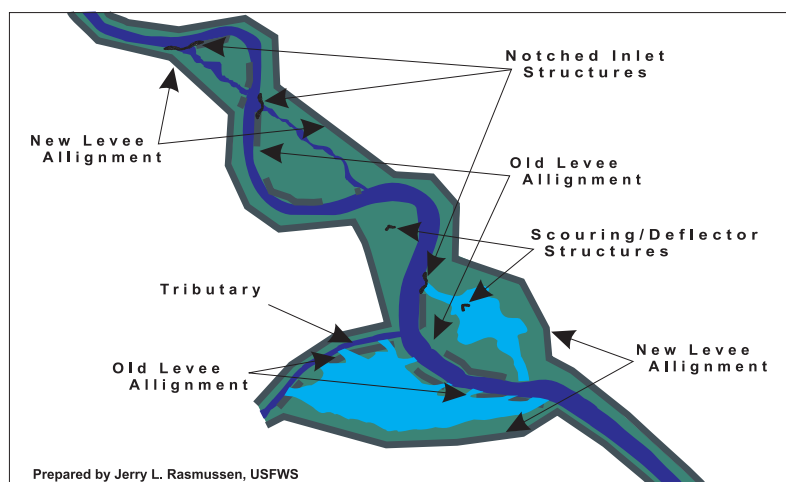 Notched Inlet
Structures
New Levee
Allignment
Old Levee
Allignment
Scouring/Deflector
Structures
Tributary
Old Levee
Allignment
New Levee
Allignment
Prepared by Jerry L. Rasmussen, USFWS